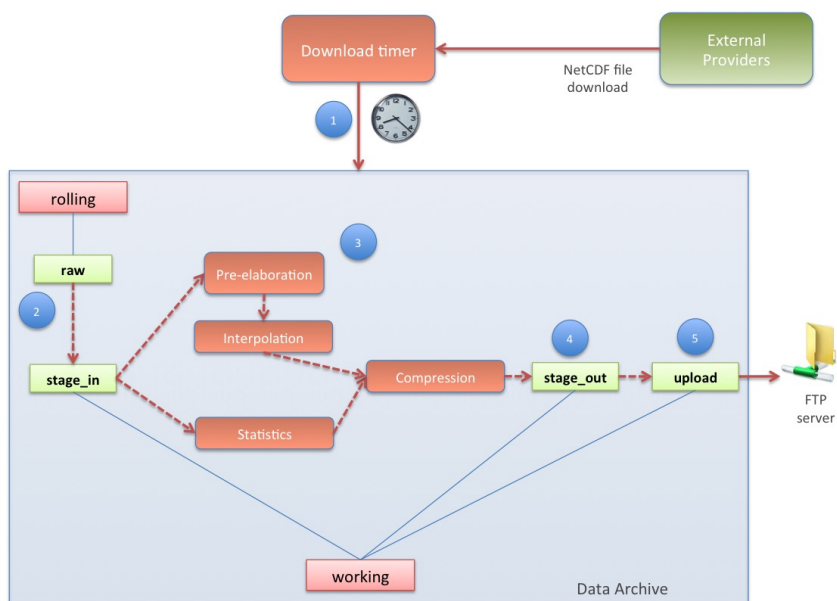 Download timer
External
Providers
NetCDF file
download
1
rolling
3
raw
Pre-elaboration
2
Interpolation
4
5
stage_in
Compression
stage_out
upload
FTP
server
Statistics
working
Data Archive